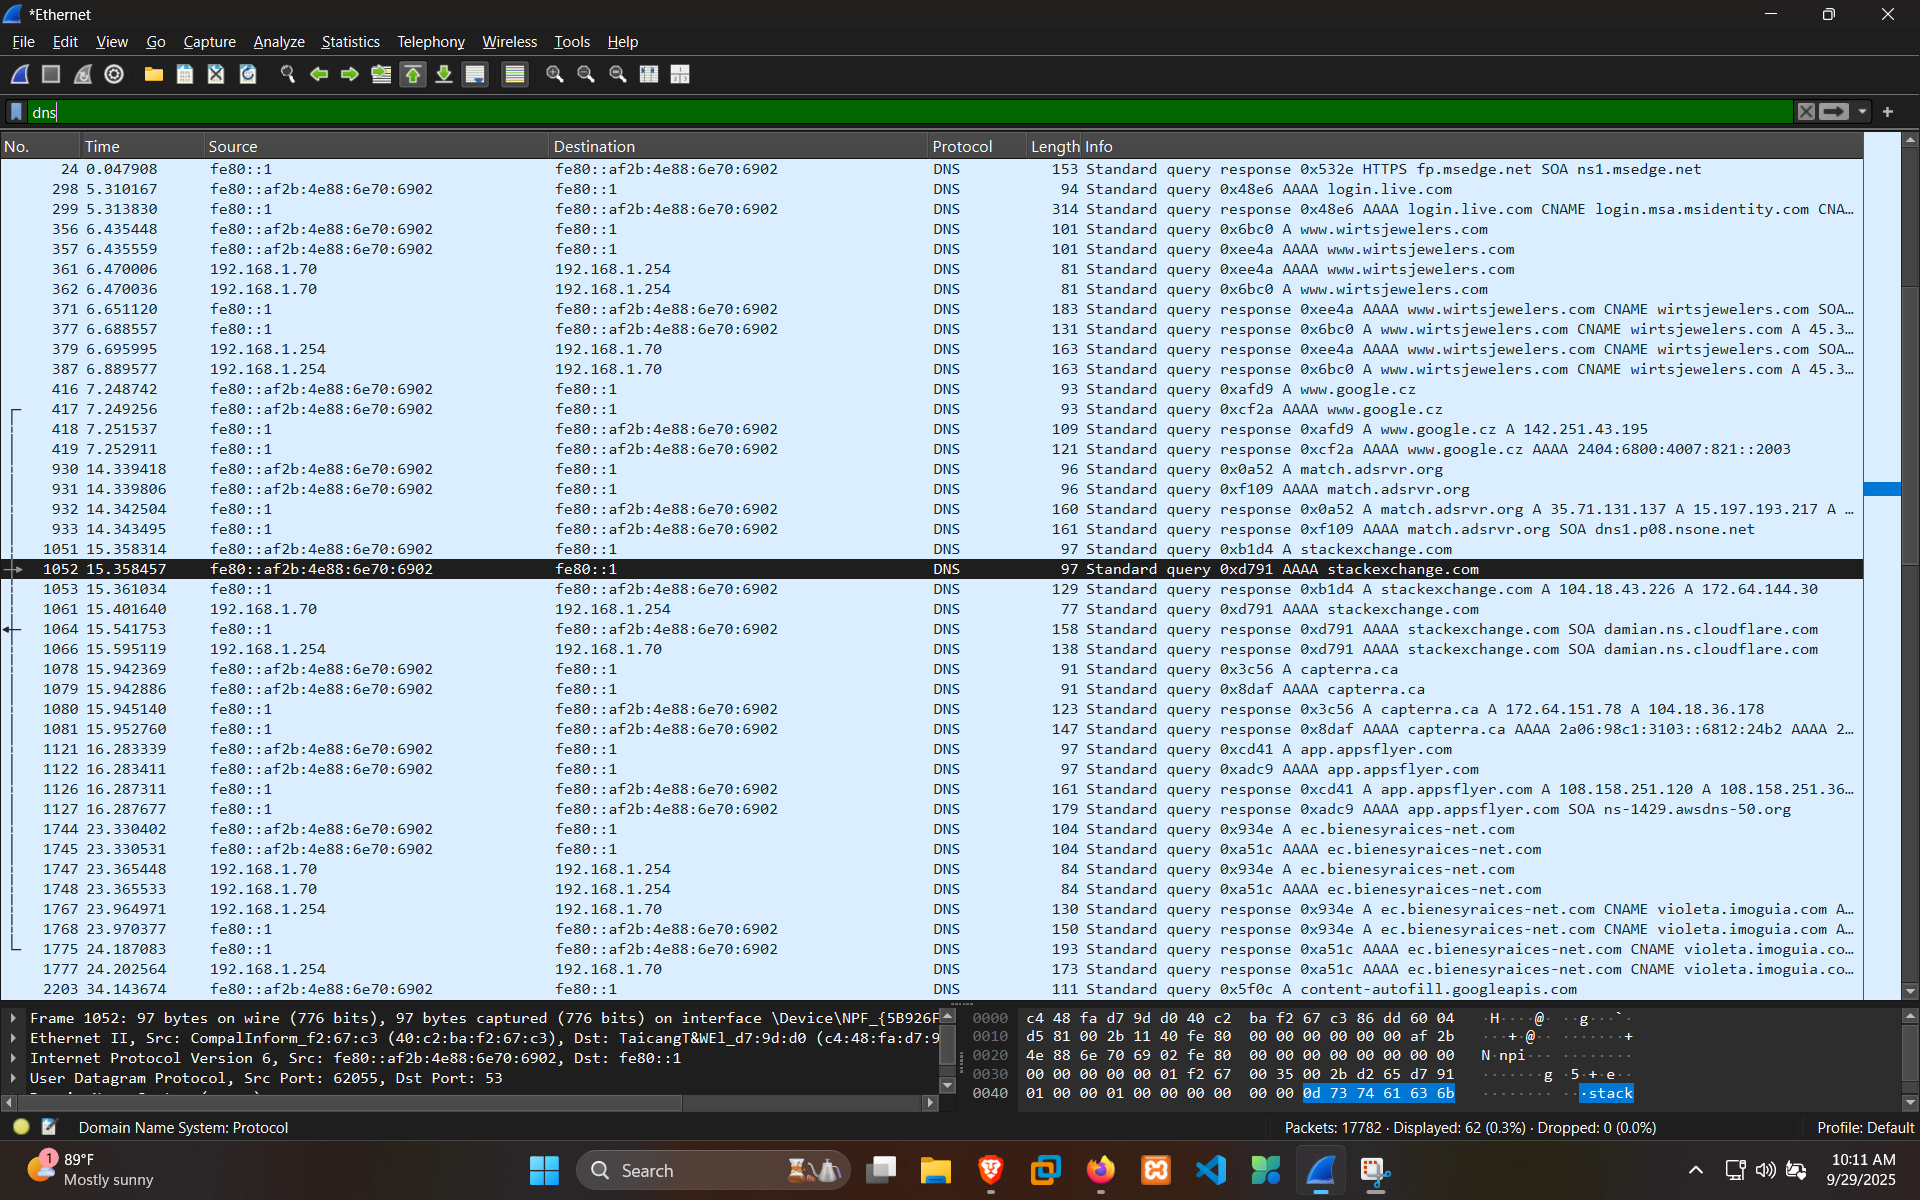 *Ethernet
File Edit View Go Capture Analyze Statistics Telephony Wireless Tools Help
dns
No. Time Source Destination Protocol Length Info
24 0.047908 fe80::1 fe80::af2b:4e88:6e70:6902 DNS 153 Standard query response 0x532e HTTPS fp.msedge.net SOA ns1.msedge.net
298 5.310167 fe80::af2b:4e88:6e70:6902 fe80::1 DNS 94 Standard query 0x48e6 AAAA login.live.com
299 5.313830 fe80::1 fe80::af2b:4e88:6e70:6902 DNS 314 Standard query response 0x48e6 AAAA login.live.com CNAME login.msa.msidentity.com CNA…
356 6.435448 fe80::af2b:4e88:6e70:6902 fe80::1 DNS 101 Standard query 0x6bc0 A www.wirtsjewelers.com
357 6.435559 fe80::af2b:4e88:6e70:6902 fe80::1 DNS 101 Standard query 0xee4a AAAA www.wirtsjewelers.com
361 6.470006 192.168.1.70 192.168.1.254 DNS 81 Standard query 0xee4a AAAA www.wirtsjewelers.com
362 6.470036 192.168.1.70 192.168.1.254 DNS 81 Standard query 0x6bc0 A www.wirtsjewelers.com
371 6.651120 fe80::1 fe80::af2b:4e88:6e70:6902 DNS 183 Standard query response 0xee4a AAAA www.wirtsjewelers.com CNAME wirtsjewelers.com SOA…
377 6.688557 fe80::1 fe80::af2b:4e88:6e70:6902 DNS 131 Standard query response 0x6bc0 A www.wirtsjewelers.com CNAME wirtsjewelers.com A 45.3…
379 6.695995 192.168.1.254 192.168.1.70 DNS 163 Standard query response 0xee4a AAAA www.wirtsjewelers.com CNAME wirtsjewelers.com SOA…
387 6.889577 192.168.1.254 192.168.1.70 DNS 163 Standard query response 0x6bc0 A www.wirtsjewelers.com CNAME wirtsjewelers.com A 45.3…
416 7.248742 fe80::af2b:4e88:6e70:6902 fe80::1 DNS 93 Standard query 0xafd9 A www.google.cz
417 7.249256 fe80::af2b:4e88:6e70:6902 fe80::1 DNS 93 Standard query 0xcf2a AAAA www.google.cz
418 7.251537 fe80::1 fe80::af2b:4e88:6e70:6902 DNS 109 Standard query response 0xafd9 A www.google.cz A 142.251.43.195
419 7.252911 fe80::1 fe80::af2b:4e88:6e70:6902 DNS 121 Standard query response 0xcf2a AAAA www.google.cz AAAA 2404:6800:4007:821::2003
930 14.339418 fe80::af2b:4e88:6e70:6902 fe80::1 DNS 96 Standard query 0x0a52 A match.adsrvr.org
931 14.339806 fe80::af2b:4e88:6e70:6902 fe80::1 DNS 96 Standard query 0xf109 AAAA match.adsrvr.org
932 14.342504 fe80::1 fe80::af2b:4e88:6e70:6902 DNS 160 Standard query response 0x0a52 A match.adsrvr.org A 35.71.131.137 A 15.197.193.217 A …
933 14.343495 fe80::1 fe80::af2b:4e88:6e70:6902 DNS 161 Standard query response 0xf109 AAAA match.adsrvr.org SOA dns1.p08.nsone.net
1051 15.358314 fe80::af2b:4e88:6e70:6902 fe80::1 DNS 97 Standard query 0xb1d4 A stackexchange.com
1052 15.358457 fe80::af2b:4e88:6e70:6902 fe80::1 DNS 97 Standard query 0xd791 AAAA stackexchange.com
1053 15.361034 fe80::1 fe80::af2b:4e88:6e70:6902 DNS 129 Standard query response 0xb1d4 A stackexchange.com A 104.18.43.226 A 172.64.144.30
1061 15.401640 192.168.1.70 192.168.1.254 DNS 77 Standard query 0xd791 AAAA stackexchange.com
1064 15.541753 fe80::1 fe80::af2b:4e88:6e70:6902 DNS 158 Standard query response 0xd791 AAAA stackexchange.com SOA damian.ns.cloudflare.com
1066 15.595119 192.168.1.254 192.168.1.70 DNS 138 Standard query response 0xd791 AAAA stackexchange.com SOA damian.ns.cloudflare.com
1078 15.942369 fe80::af2b:4e88:6e70:6902 fe80::1 DNS 91 Standard query 0x3c56 A capterra.ca
1079 15.942886 fe80::af2b:4e88:6e70:6902 fe80::1 DNS 91 Standard query 0x8daf AAAA capterra.ca
1080 15.945140 fe80::1 fe80::af2b:4e88:6e70:6902 DNS 123 Standard query response 0x3c56 A capterra.ca A 172.64.151.78 A 104.18.36.178
1081 15.952760 fe80::1 fe80::af2b:4e88:6e70:6902 DNS 147 Standard query response 0x8daf AAAA capterra.ca AAAA 2a06:98c1:3103::6812:24b2 AAAA 2…
1121 16.283339 fe80::af2b:4e88:6e70:6902 fe80::1 DNS 97 Standard query 0xcd41 A app.appsflyer.com
1122 16.283411 fe80::af2b:4e88:6e70:6902 fe80::1 DNS 97 Standard query 0xadc9 AAAA app.appsflyer.com
1126 16.287311 fe80::1 fe80::af2b:4e88:6e70:6902 DNS 161 Standard query response 0xcd41 A app.appsflyer.com A 108.158.251.120 A 108.158.251.36…
1127 16.287677 fe80::1 fe80::af2b:4e88:6e70:6902 DNS 179 Standard query response 0xadc9 AAAA app.appsflyer.com SOA ns-1429.awsdns-50.org
1744 23.330402 fe80::af2b:4e88:6e70:6902 fe80::1 DNS 104 Standard query 0x934e A ec.bienesyraices-net.com
1745 23.330531 fe80::af2b:4e88:6e70:6902 fe80::1 DNS 104 Standard query 0xa51c AAAA ec.bienesyraices-net.com
1747 23.365448 192.168.1.70 192.168.1.254 DNS 84 Standard query 0x934e A ec.bienesyraices-net.com
1748 23.365533 192.168.1.70 192.168.1.254 DNS 84 Standard query 0xa51c AAAA ec.bienesyraices-net.com
1767 23.964971 192.168.1.254 192.168.1.70 DNS 130 Standard query response 0x934e A ec.bienesyraices-net.com CNAME violeta.imoguia.com A…
1768 23.970377 fe80::1 fe80::af2b:4e88:6e70:6902 DNS 150 Standard query response 0x934e A ec.bienesyraices-net.com CNAME violeta.imoguia.com A…
1775 24.187083 fe80::1 fe80::af2b:4e88:6e70:6902 DNS 193 Standard query response 0xa51c AAAA ec.bienesyraices-net.com CNAME violeta.imoguia.co…
1777 24.202564 192.168.1.254 192.168.1.70 DNS 173 Standard query response 0xa51c AAAA ec.bienesyraices-net.com CNAME violeta.imoguia.co…
2203 34.143674 fe80::af2b:4e88:6e70:6902 fe80::1 DNS 111 Standard query 0x5f0c A content-autofill.googleapis.com
Frame 1052: 97 bytes on wire (776 bits), 97 bytes captured (776 bits) on interface \Device\NPF_{5B926F
Ethernet II, Src: CompalInform_f2:67:c3 (40:c2:ba:f2:67:c3), Dst: TaicangT&WEl_d7:9d:d0 (c4:48:fa:d7:9
Internet Protocol Version 6, Src: fe80::af2b:4e88:6e70:6902, Dst: fe80::1
User Datagram Protocol, Src Port: 62055, Dst Port: 53
0000 c4 48 fa d7 9d d0 40 c2 ba f2 67 c3 86 dd 60 04 ·H····@· ··g···`·
0010 d5 81 00 2b 11 40 fe 80 00 00 00 00 00 00 af 2b ···+·@·· ·······+
0020 4e 88 6e 70 69 02 fe 80 00 00 00 00 00 00 00 00 N·npi··· ········
0030 00 00 00 00 00 01 f2 67 00 35 00 2b d2 65 d7 91 ·······g ·5·+·e··
0040 01 00 00 01 00 00 00 00 00 00 0d 73 74 61 63 6b ········ ···stack
Domain Name System: Protocol
Packets: 17782 · Displayed: 62 (0.3%) · Dropped: 0 (0.0%)
Profile: Default
1
89°F
Mostly sunny
Search
10:11 AM
9/29/2025